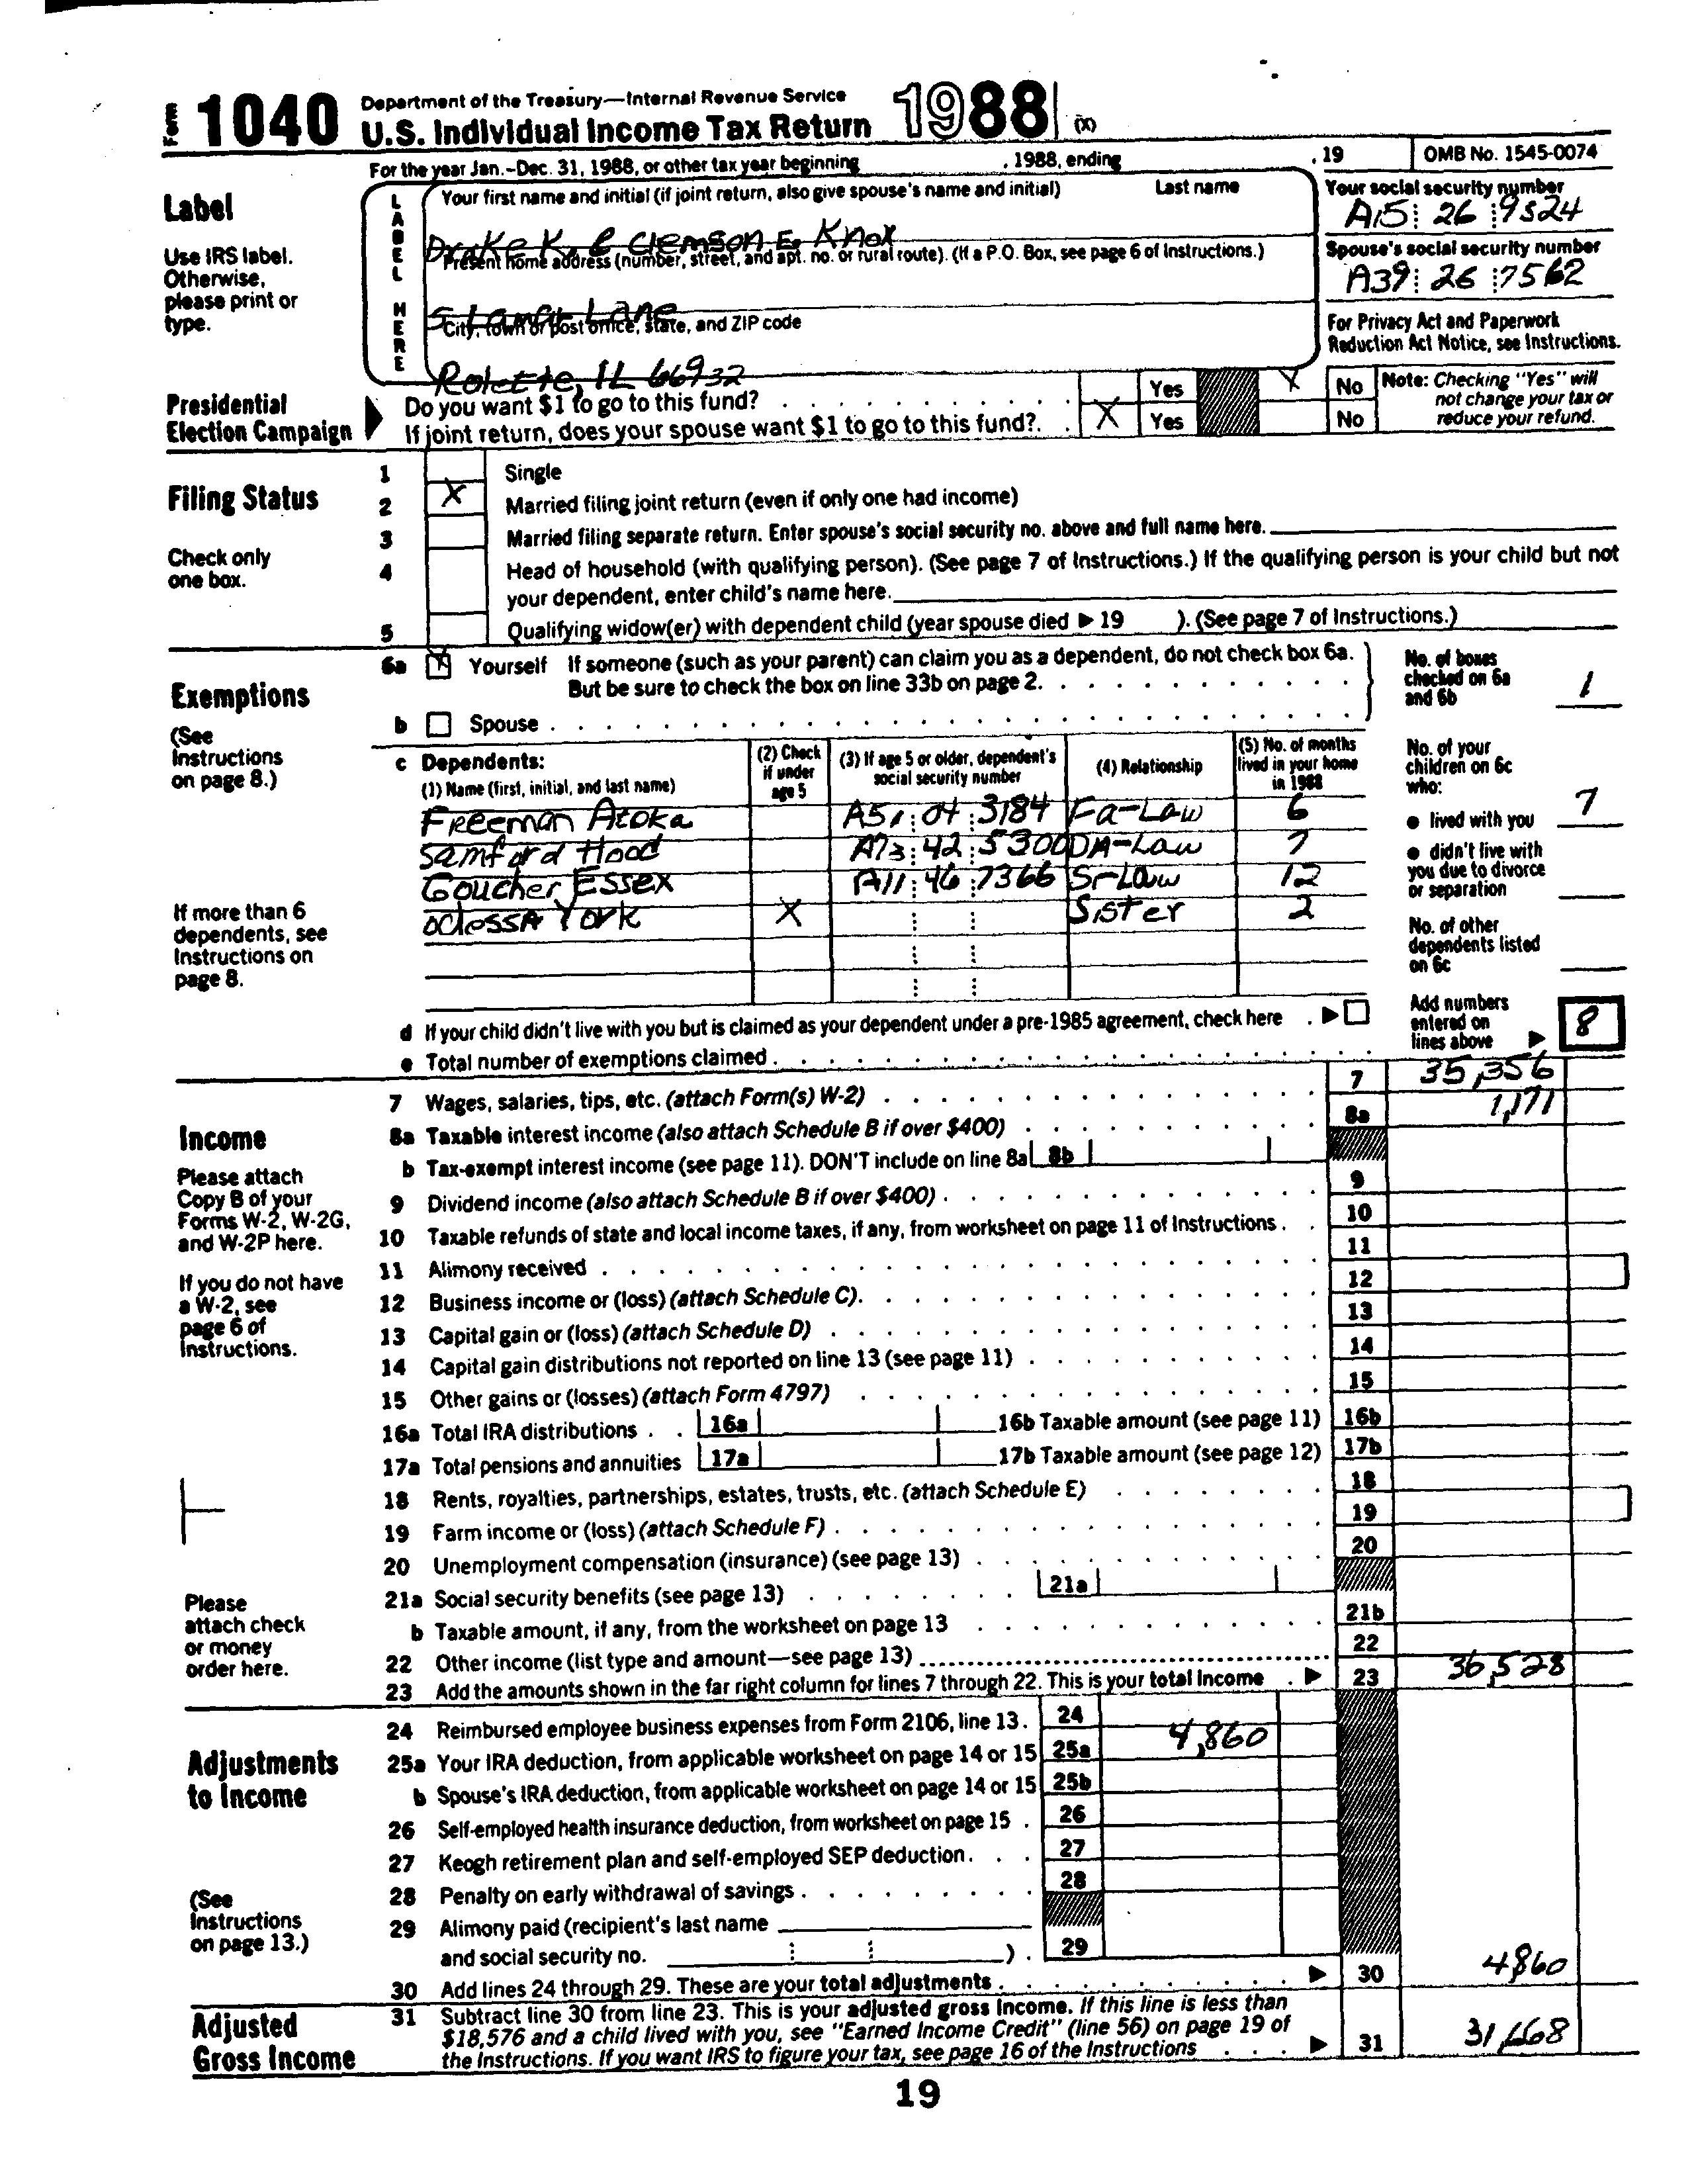 Form 1040 Department of the Treasury—Internal Revenue Service
U.S. Individual Income Tax Return 1988 (X)
For the year Jan.-Dec. 31, 1988, or other tax year beginning , 1988, ending , 19 OMB No. 1545-0074
Label
Use IRS label.
Otherwise,
please print or
type.
LABEL HERE
Your first name and initial (if joint return, also give spouse's name and initial) Last name
Drake K. & Clemson E. Knox
Your social security number
A15 26 9524
Present home address (number, street, and apt. no. or rural route). (If a P.O. Box, see page 6 of Instructions.)
Spouse's social security number
A39 26 7562
5 Lamar Lane
City, town or post office, state, and ZIP code
Rolette, IL 66932
For Privacy Act and Paperwork
Reduction Act Notice, see Instructions.
Presidential
Election Campaign
Do you want $1 to go to this fund? Yes X No
If joint return, does your spouse want $1 to go to this fund? X Yes No
Note: Checking "Yes" will
not change your tax or
reduce your refund.
Filing Status
Check only
one box.
1 Single
2 X Married filing joint return (even if only one had income)
3 Married filing separate return. Enter spouse's social security no. above and full name here.
4 Head of household (with qualifying person). (See page 7 of Instructions.) If the qualifying person is your child but not
your dependent, enter child's name here.
5 Qualifying widow(er) with dependent child (year spouse died ▶ 19 ). (See page 7 of Instructions.)
Exemptions
(See
Instructions
on page 8.)
6a X Yourself If someone (such as your parent) can claim you as a dependent, do not check box 6a.
But be sure to check the box on line 33b on page 2.
b Spouse
No. of boxes
checked on 6a
and 6b 1
c Dependents:
(1) Name (first, initial, and last name)
(2) Check
if under
age 5
(3) If age 5 or older, dependent's
social security number
(4) Relationship
(5) No. of months
lived in your home
in 1988
Freeman Atoka A51 04 3184 Fa-Law 6
Samford Hood A73 42 5300 DA-Law 7
Goucher Essex A11 46 7366 Sr-Law 12
OdessA York X Sister 2
If more than 6
dependents, see
Instructions on
page 8.
No. of your
children on 6c
who:
● lived with you 7
● didn't live with
you due to divorce
or separation
No. of other
dependents listed
on 6c
d If your child didn't live with you but is claimed as your dependent under a pre-1985 agreement, check here ▶
e Total number of exemptions claimed
Add numbers
entered on
lines above ▶ 8
Income
Please attach
Copy B of your
Forms W-2, W-2G,
and W-2P here.
If you do not have
a W-2, see
page 6 of
Instructions.
Please
attach check
or money
order here.
7 Wages, salaries, tips, etc. (attach Form(s) W-2) 7 35,356
8a Taxable interest income (also attach Schedule B if over $400) 8a 1,171
b Tax-exempt interest income (see page 11). DON'T include on line 8a 8b
9 Dividend income (also attach Schedule B if over $400) 9
10 Taxable refunds of state and local income taxes, if any, from worksheet on page 11 of Instructions 10
11 Alimony received 11
12 Business income or (loss) (attach Schedule C) 12
13 Capital gain or (loss) (attach Schedule D) 13
14 Capital gain distributions not reported on line 13 (see page 11) 14
15 Other gains or (losses) (attach Form 4797) 15
16a Total IRA distributions 16a 16b Taxable amount (see page 11) 16b
17a Total pensions and annuities 17a 17b Taxable amount (see page 12) 17b
18 Rents, royalties, partnerships, estates, trusts, etc. (attach Schedule E) 18
19 Farm income or (loss) (attach Schedule F) 19
20 Unemployment compensation (insurance) (see page 13) 20
21a Social security benefits (see page 13) 21a
b Taxable amount, if any, from the worksheet on page 13 21b
22 Other income (list type and amount—see page 13) 22
23 Add the amounts shown in the far right column for lines 7 through 22. This is your total income ▶ 23 36,528
Adjustments
to Income
(See
Instructions
on page 13.)
24 Reimbursed employee business expenses from Form 2106, line 13. 24
25a Your IRA deduction, from applicable worksheet on page 14 or 15 25a 4,860
b Spouse's IRA deduction, from applicable worksheet on page 14 or 15 25b
26 Self-employed health insurance deduction, from worksheet on page 15 26
27 Keogh retirement plan and self-employed SEP deduction 27
28 Penalty on early withdrawal of savings 28
29 Alimony paid (recipient's last name
and social security no. ) 29
30 Add lines 24 through 29. These are your total adjustments ▶ 30 4,860
Adjusted
Gross Income
31 Subtract line 30 from line 23. This is your adjusted gross income. If this line is less than
$18,576 and a child lived with you, see "Earned Income Credit" (line 56) on page 19 of
the Instructions. If you want IRS to figure your tax, see page 16 of the Instructions ▶ 31 31,668
19